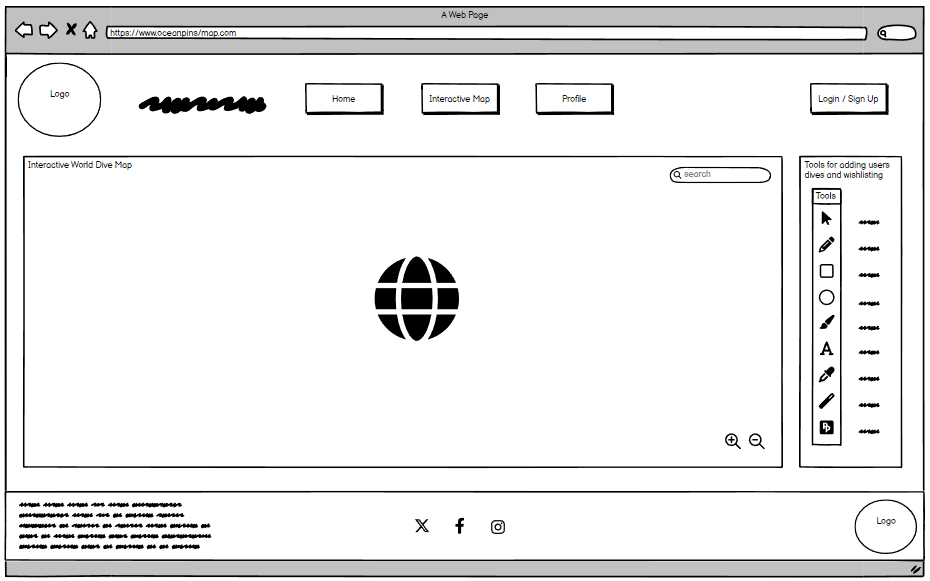 A Web Page
https://www.oceanpins/map.com
Logo
Home
Interactive Map
Profile
Login / Sign Up
Interactive World Dive Map
search
Tools for adding users
dives and wishlisting
Tools
Logo